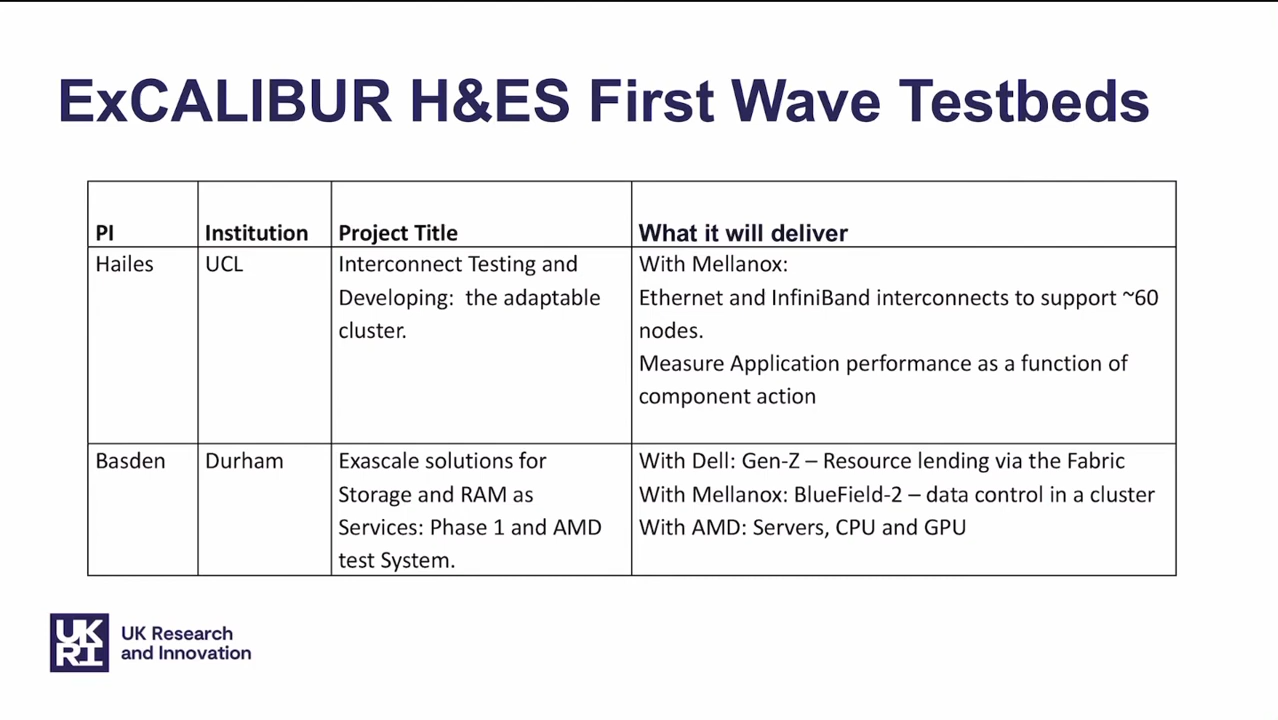 ExCALIBUR H&ES First Wave Testbeds
PI
Institution
Project Title
What it will deliver
Hailes
UCL
Interconnect Testing and
Developing:  the adaptable
cluster.
With Mellanox:
Ethernet and InfiniBand interconnects to support ~60
nodes.
Measure Application performance as a function of
component action
Basden
Durham
Exascale solutions for
Storage and RAM as
Services: Phase 1 and AMD
test System.
With Dell: Gen-Z – Resource lending via the Fabric
With Mellanox: BlueField-2 – data control in a cluster
With AMD: Servers, CPU and GPU
UK
RI
UK Research
and Innovation